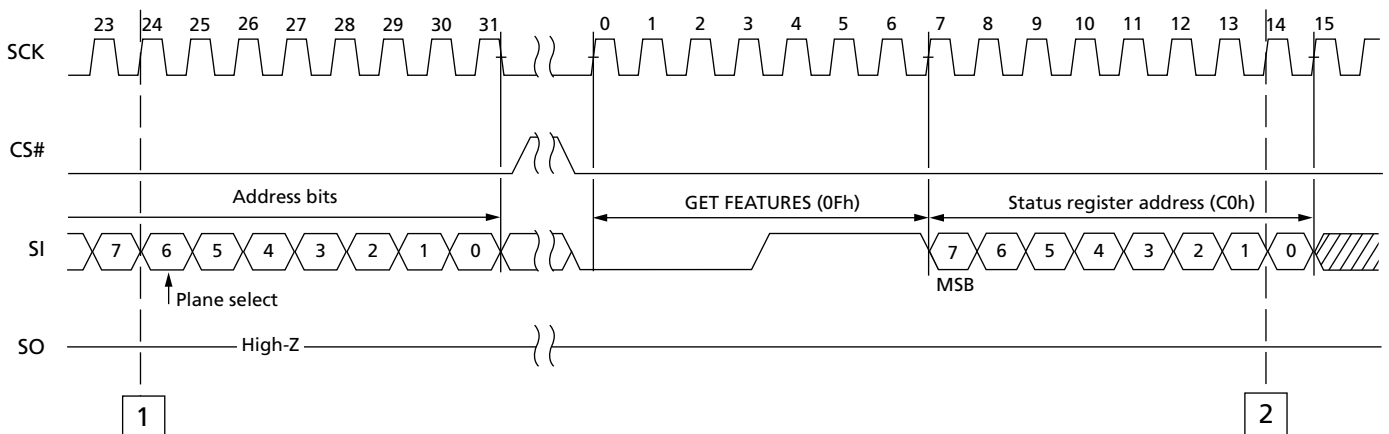 23 24 25 26 27 28 29 30 31 0 1 2 3 4 5 6 7 8 9 10 11 12 13 14 15
SCK
CS#
Address bits GET FEATURES (0Fh) Status register address (C0h)
SI 7 6 5 4 3 2 1 0 7 6 5 4 3 2 1 0
Plane select MSB
SO High-Z
1 2